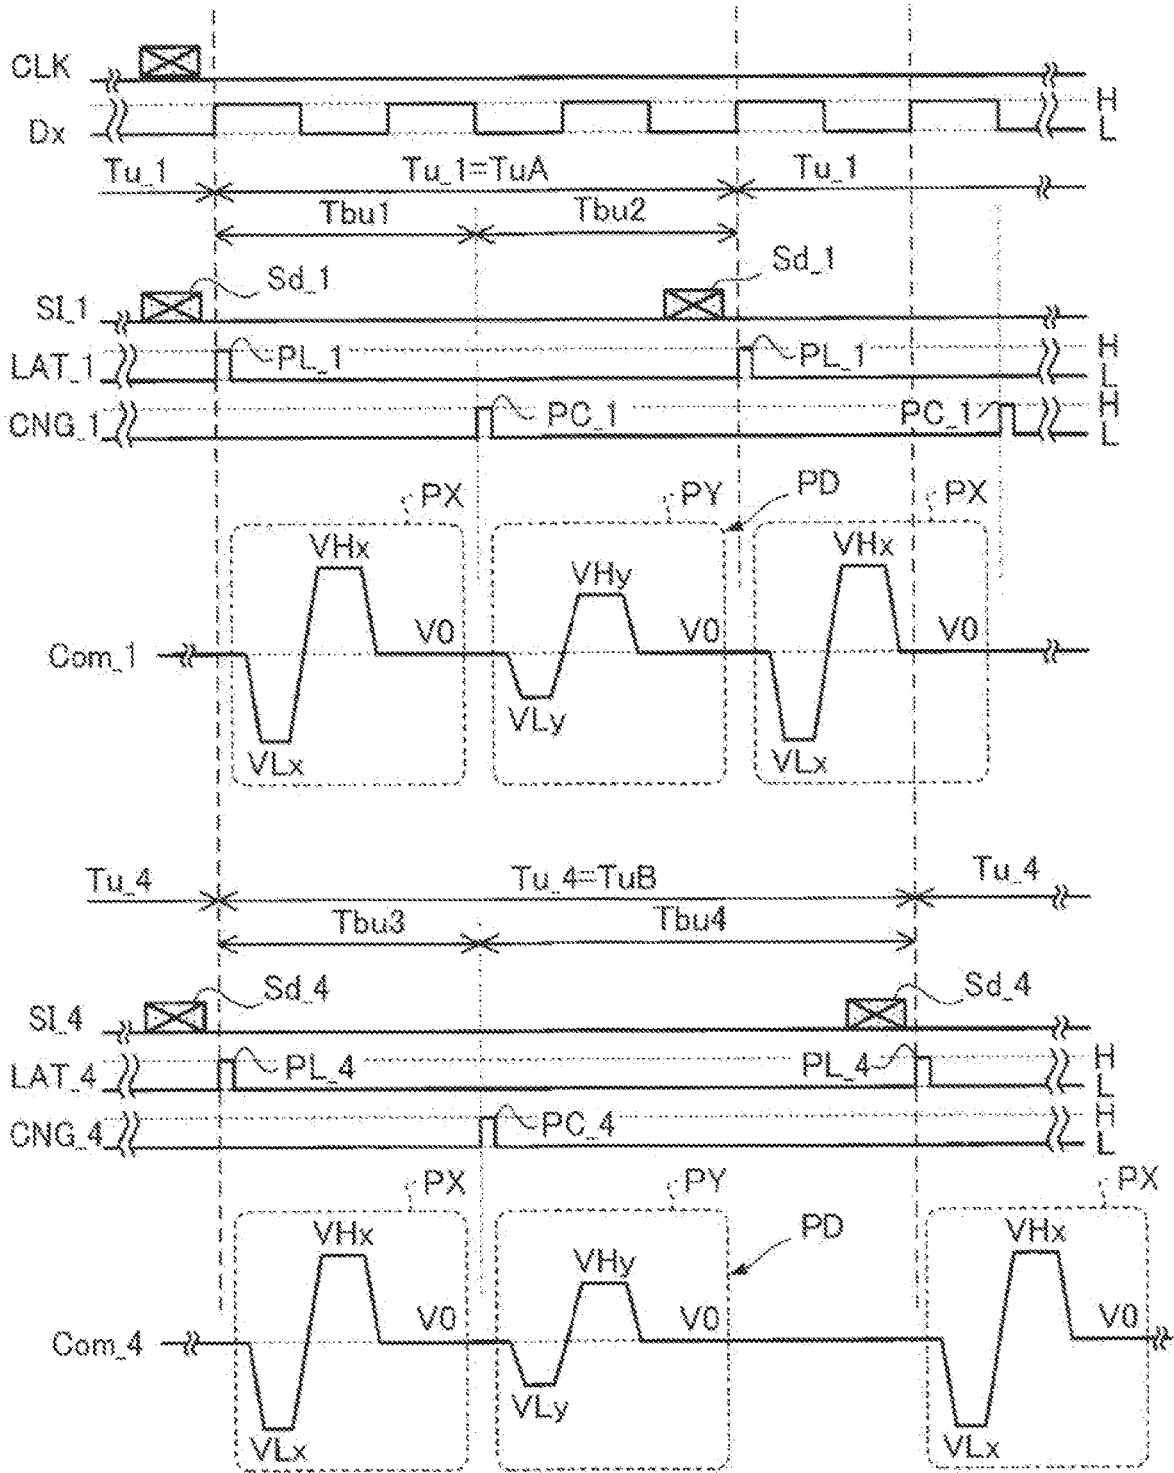 CLK
Dx
H
L
Tu_1
Tu_1=TuA
Tu_1
Tbu1
Tbu2
SI_1
Sd_1
Sd_1
LAT_1
PL_1
PL_1
H
L
CNG_1
PC_1
PC_1
H
L
PX
PY
PD
PX
VHx
VHy
VHx
Com_1
V0
V0
V0
VLx
VLy
VLx
Tu_4
Tu_4=TuB
Tu_4
Tbu3
Tbu4
SI_4
Sd_4
Sd_4
LAT_4
PL_4
PL_4
H
L
CNG_4
PC_4
H
L
PX
PY
PD
PX
VHx
VHy
VHx
Com_4
V0
V0
V0
VLx
VLy
VLx